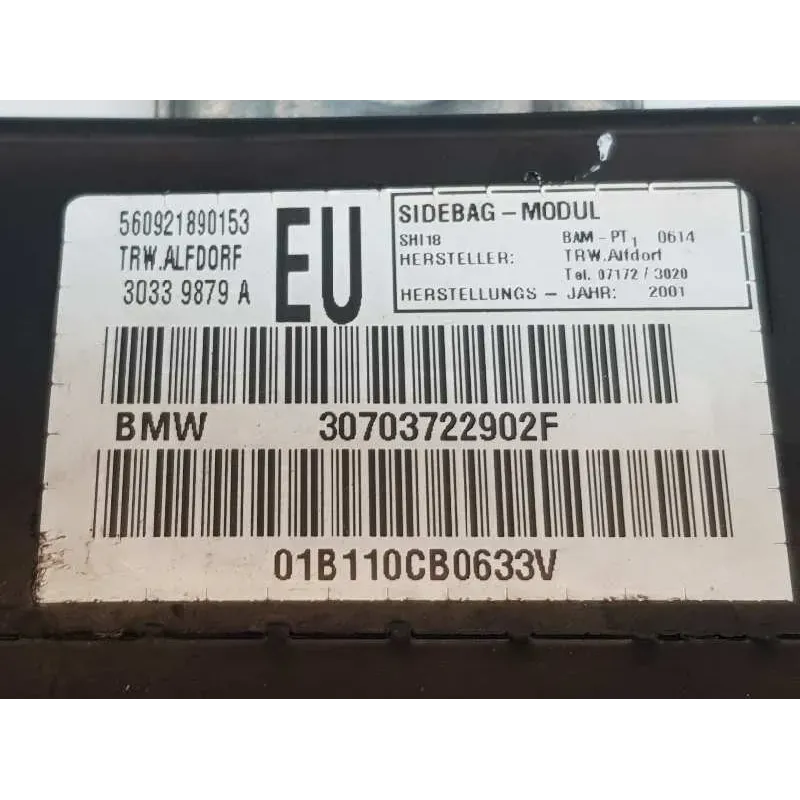 560921890153
TRW.ALFDORF
3033 9879 A
EU
SIDEBAG - MODUL
SHI18 BAM - PT1 0614
HERSTELLER: TRW.Alfdorf
Tel. 07172 / 3020
HERSTELLUNGS - JAHR: 2001
BMW 30703722902F
01B110CB0633V